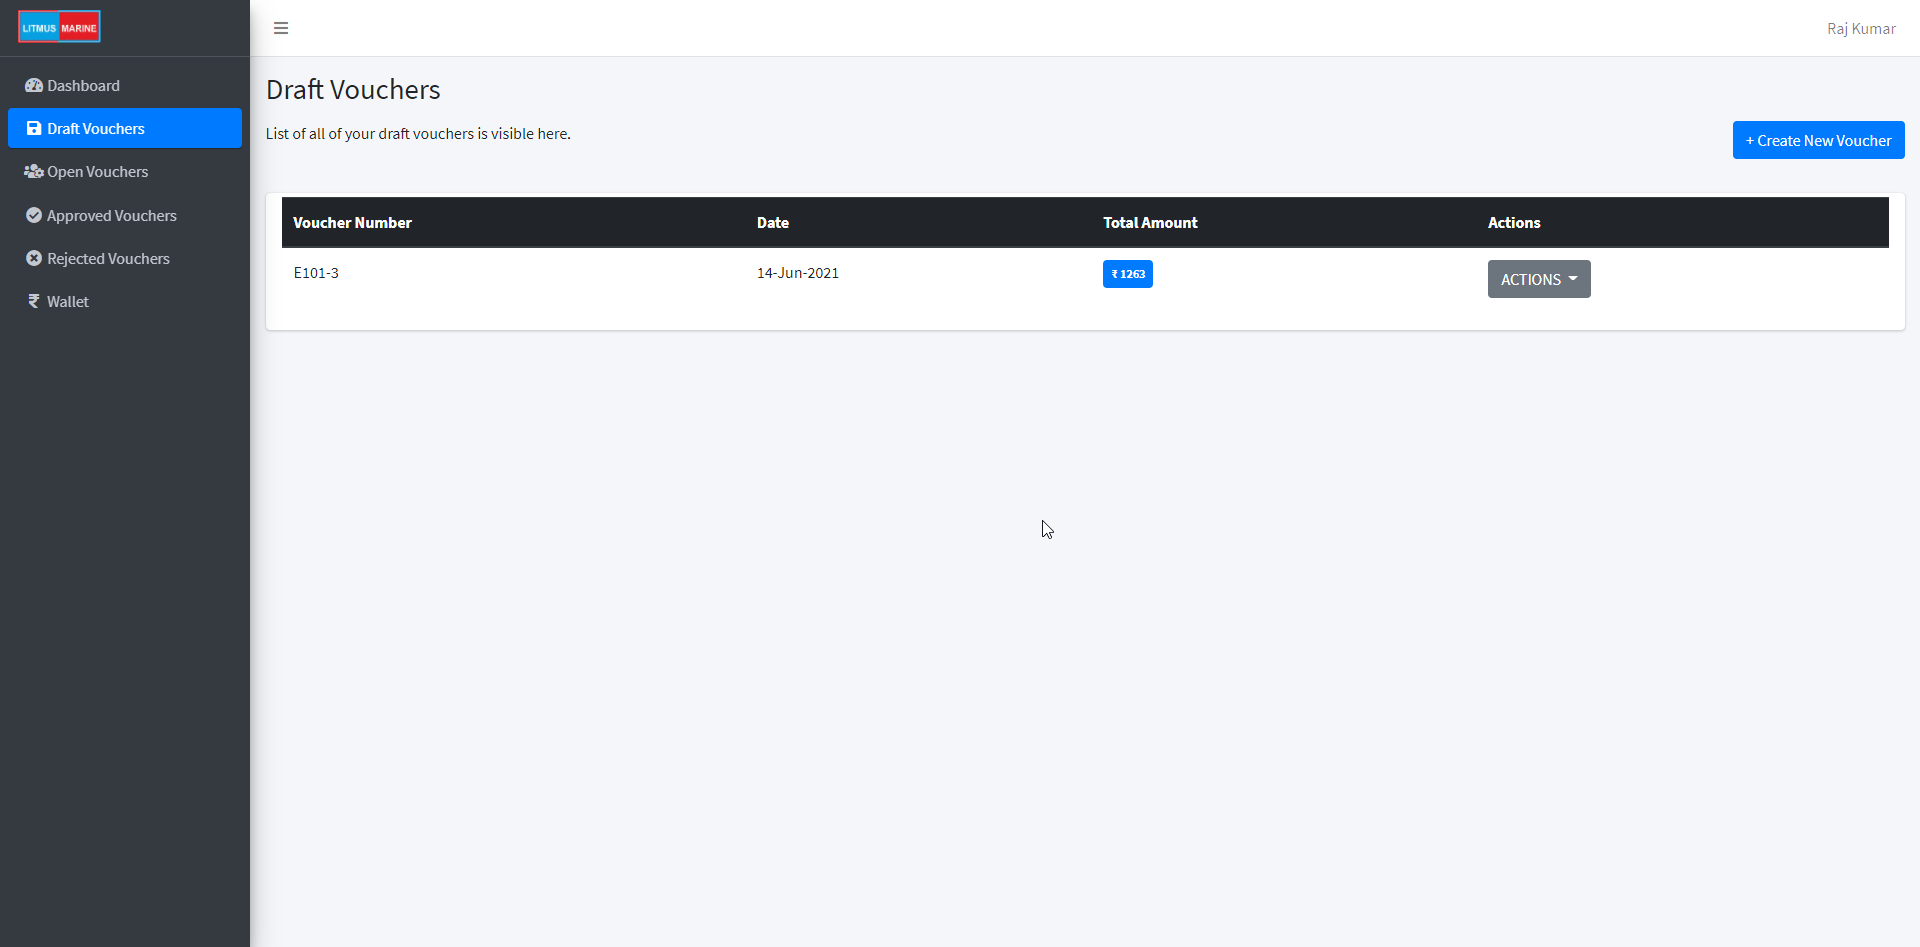 LITMUS MARINE
Raj Kumar
Dashboard
Draft Vouchers
Open Vouchers
Approved Vouchers
Rejected Vouchers
Wallet
Draft Vouchers
List of all of your draft vouchers is visible here.
+ Create New Voucher
Voucher Number Date Total Amount Actions
E101-3 14-Jun-2021 ₹ 1263 ACTIONS